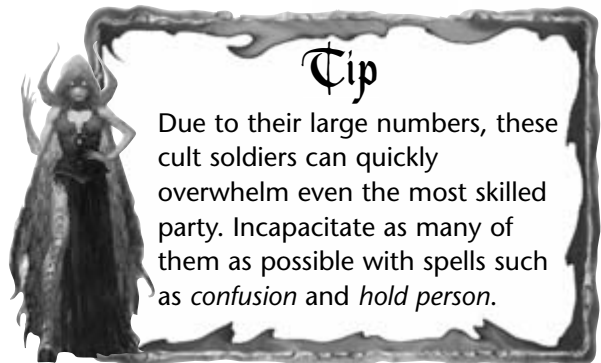 Tip
Due to their large numbers, these
cult soldiers can quickly
overwhelm even the most skilled
party. Incapacitate as many of
them as possible with spells such
as confusion and hold person.